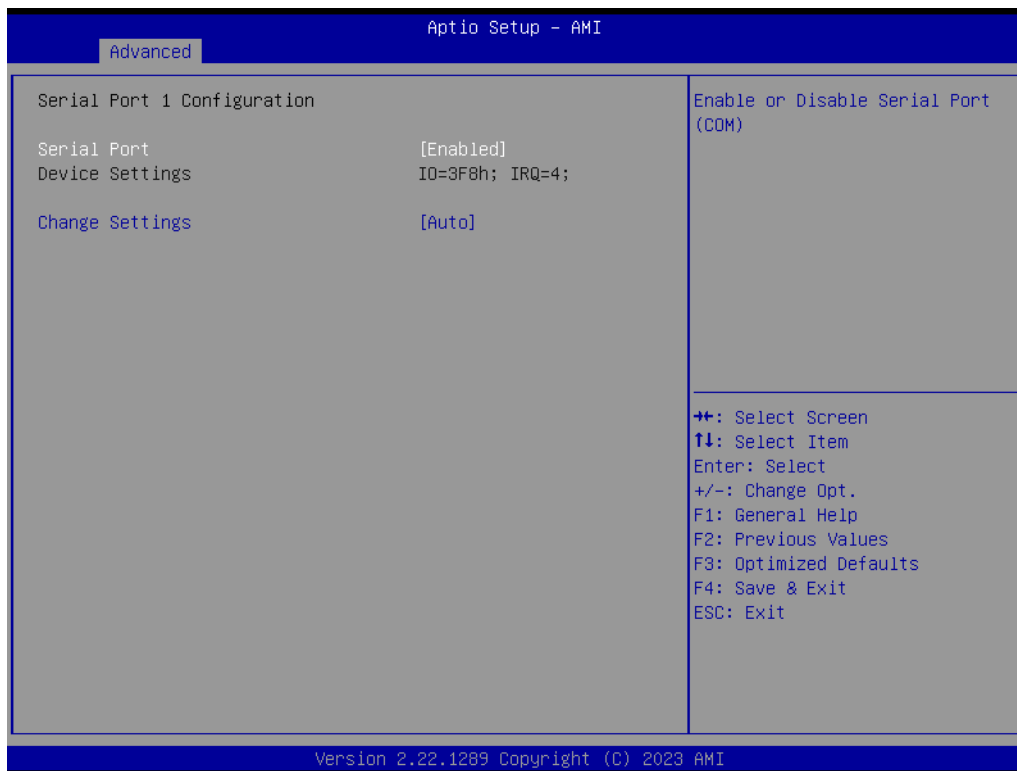 Aptio Setup – AMI
Advanced
Serial Port 1 Configuration
Serial Port [Enabled]
Device Settings IO=3F8h; IRQ=4;
Change Settings [Auto]
Enable or Disable Serial Port
(COM)
→←: Select Screen
↑↓: Select Item
Enter: Select
+/-: Change Opt.
F1: General Help
F2: Previous Values
F3: Optimized Defaults
F4: Save & Exit
ESC: Exit
Version 2.22.1289 Copyright (C) 2023 AMI